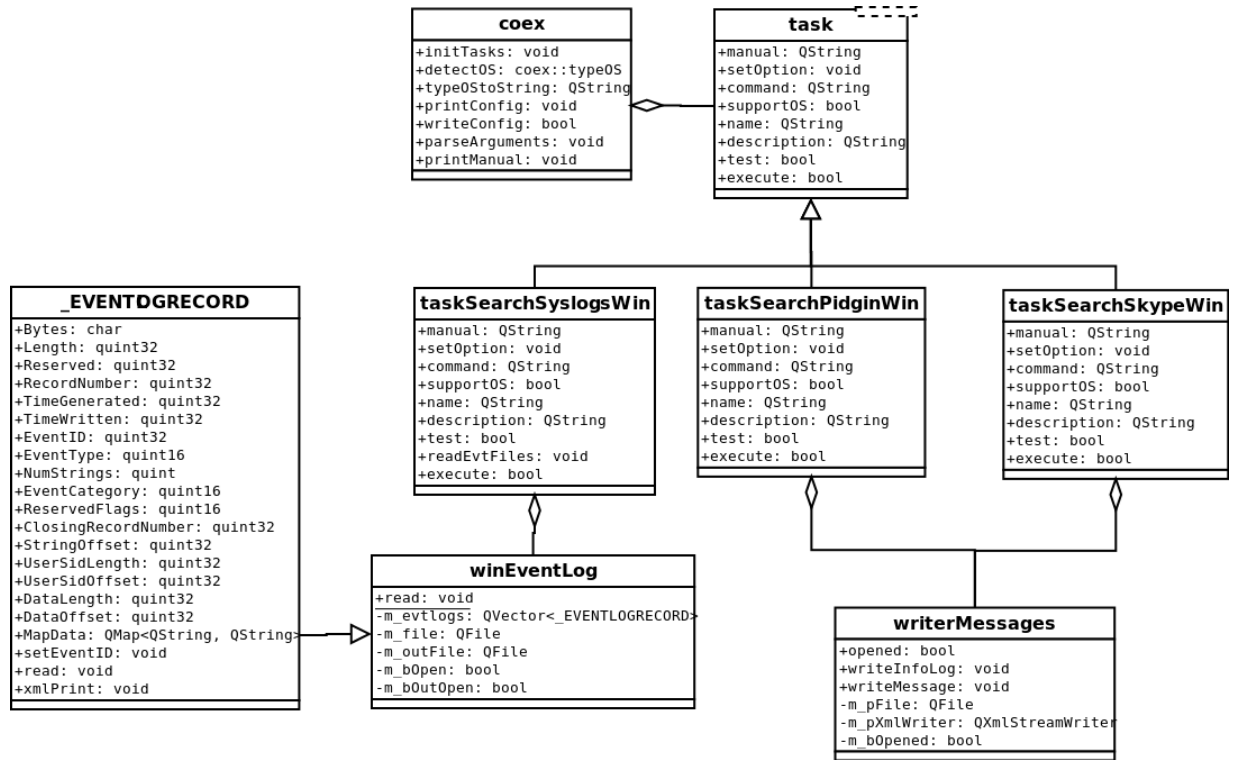 coex
+initTasks: void
+detectOS: coex::typeOS
+typeOStoString: QString
+printConfig: void
+writeConfig: bool
+parseArguments: void
+printManual: void
task
+manual: QString
+setOption: void
+command: QString
+supportOS: bool
+name: QString
+description: QString
+test: bool
+execute: bool
_EVENTLOGRECORD
+Bytes: char
+Length: quint32
+Reserved: quint32
+RecordNumber: quint32
+TimeGenerated: quint32
+TimeWritten: quint32
+EventID: quint32
+EventType: quint16
+NumStrings: quint
+EventCategory: quint16
+ReservedFlags: quint16
+ClosingRecordNumber: quint32
+StringOffset: quint32
+UserSidLength: quint32
+UserSidOffset: quint32
+DataLength: quint32
+DataOffset: quint32
+MapData: QMap<QString, QString>
+setEventID: void
+read: void
+xmlPrint: void
taskSearchSyslogsWin
+manual: QString
+setOption: void
+command: QString
+supportOS: bool
+name: QString
+description: QString
+test: bool
+readEvtFiles: void
+execute: bool
taskSearchPidginWin
+manual: QString
+setOption: void
+command: QString
+supportOS: bool
+name: QString
+description: QString
+test: bool
+execute: bool
taskSearchSkypeWin
+manual: QString
+setOption: void
+command: QString
+supportOS: bool
+name: QString
+description: QString
+test: bool
+execute: bool
winEventLog
+read: void
-m_evtlogs: QVector<_EVENTLOGRECORD>
-m_file: QFile
-m_outFile: QFile
-m_bOpen: bool
-m_bOutOpen: bool
writerMessages
+opened: bool
+writeInfoLog: void
+writeMessage: void
-m_pFile: QFile
-m_pXmlWriter: QXmlStreamWriter
-m_bOpened: bool